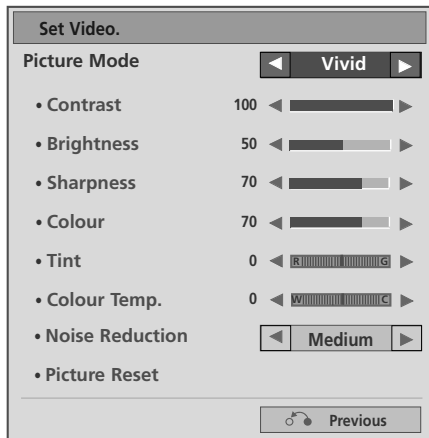 Set Video.
Picture Mode ◀ Vivid ▶
• Contrast 100 ◀ ▶
• Brightness 50 ◀ ▶
• Sharpness 70 ◀ ▶
• Colour 70 ◀ ▶
• Tint 0 ◀ R G ▶
• Colour Temp. 0 ◀ W C ▶
• Noise Reduction ◀ Medium ▶
• Picture Reset
Previous